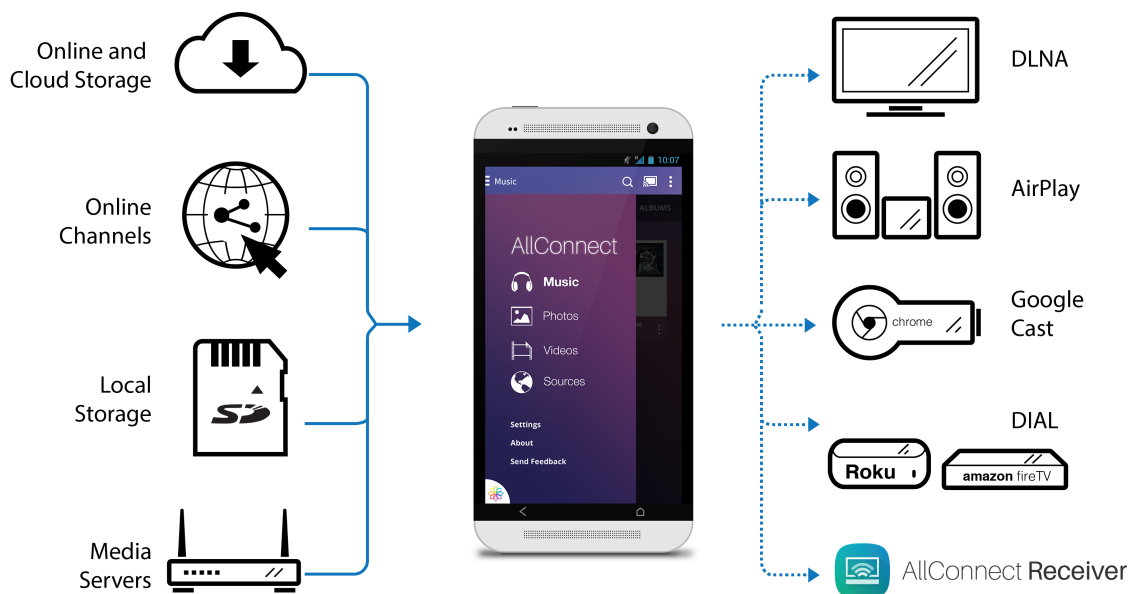 Online and
Cloud Storage
Online
Channels
Local
Storage
SD
Media
Servers
10:07
Music
ALBUMS
AllConnect
Music
Photos
Videos
Sources
Settings
About
Send Feedback
DLNA
AirPlay
Google
Cast
chrome
DIAL
Roku
amazon fireTV
AllConnect Receiver